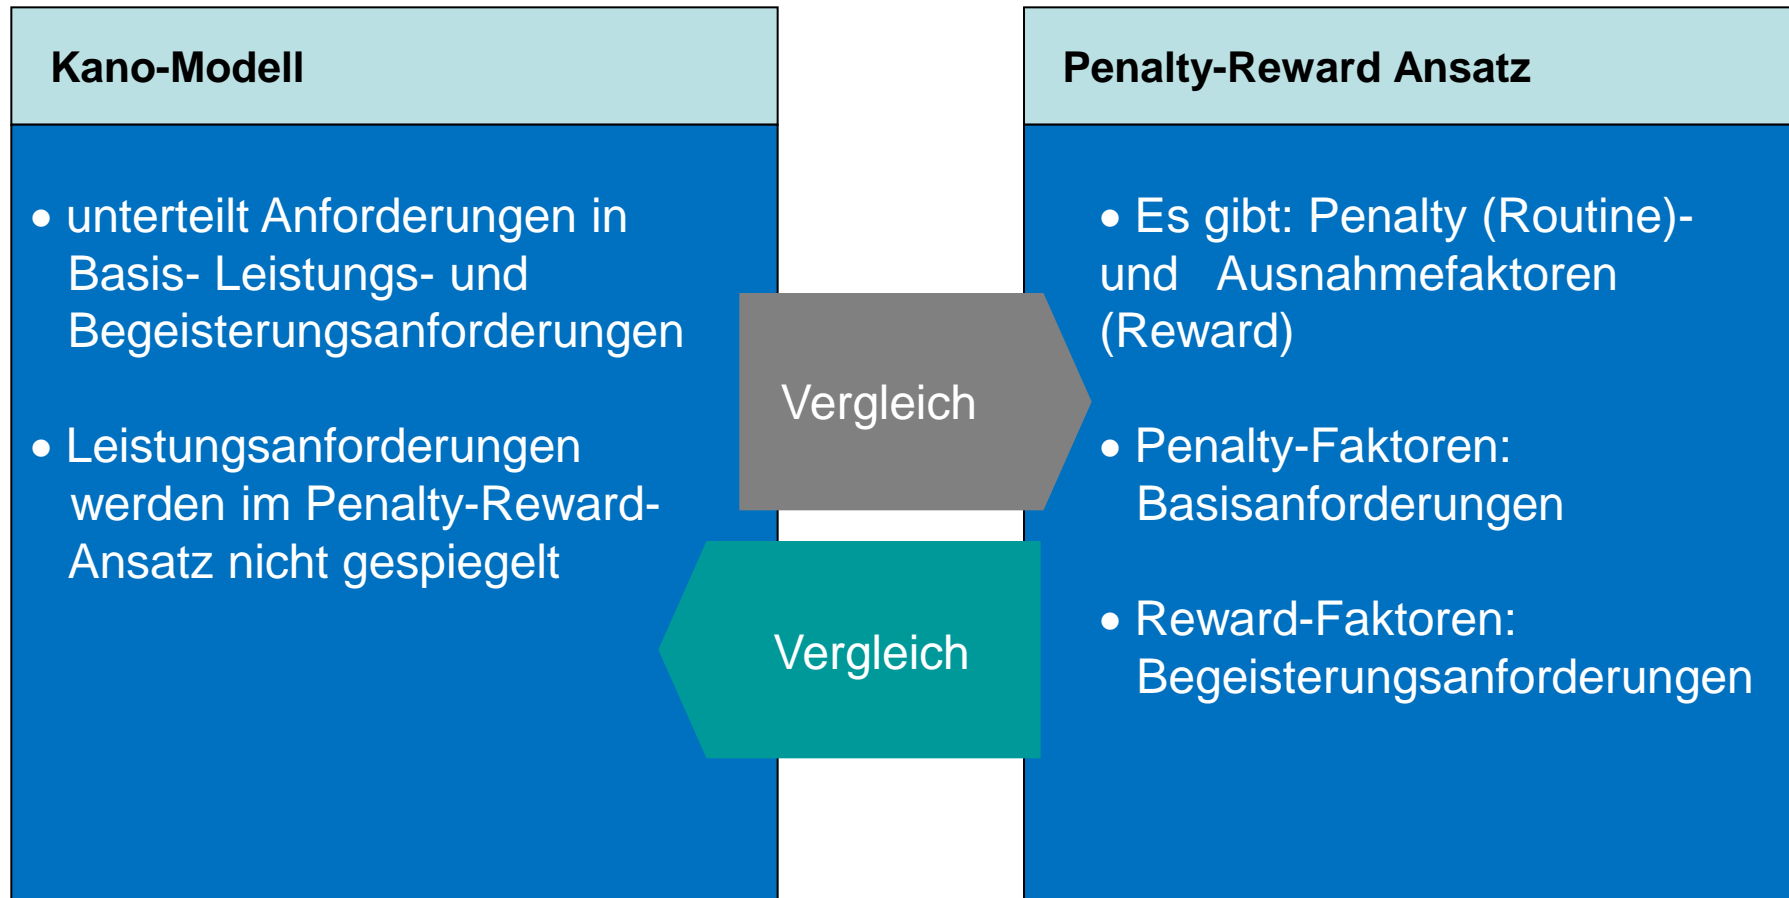 Kano-Modell
• unterteilt Anforderungen in
Basis- Leistungs- und
Begeisterungsanforderungen
• Leistungsanforderungen
werden im Penalty-Reward-
Ansatz nicht gespiegelt
Vergleich
Vergleich
Penalty-Reward Ansatz
• Es gibt: Penalty (Routine)-
und Ausnahmefaktoren
(Reward)
• Penalty-Faktoren:
Basisanforderungen
• Reward-Faktoren:
Begeisterungsanforderungen